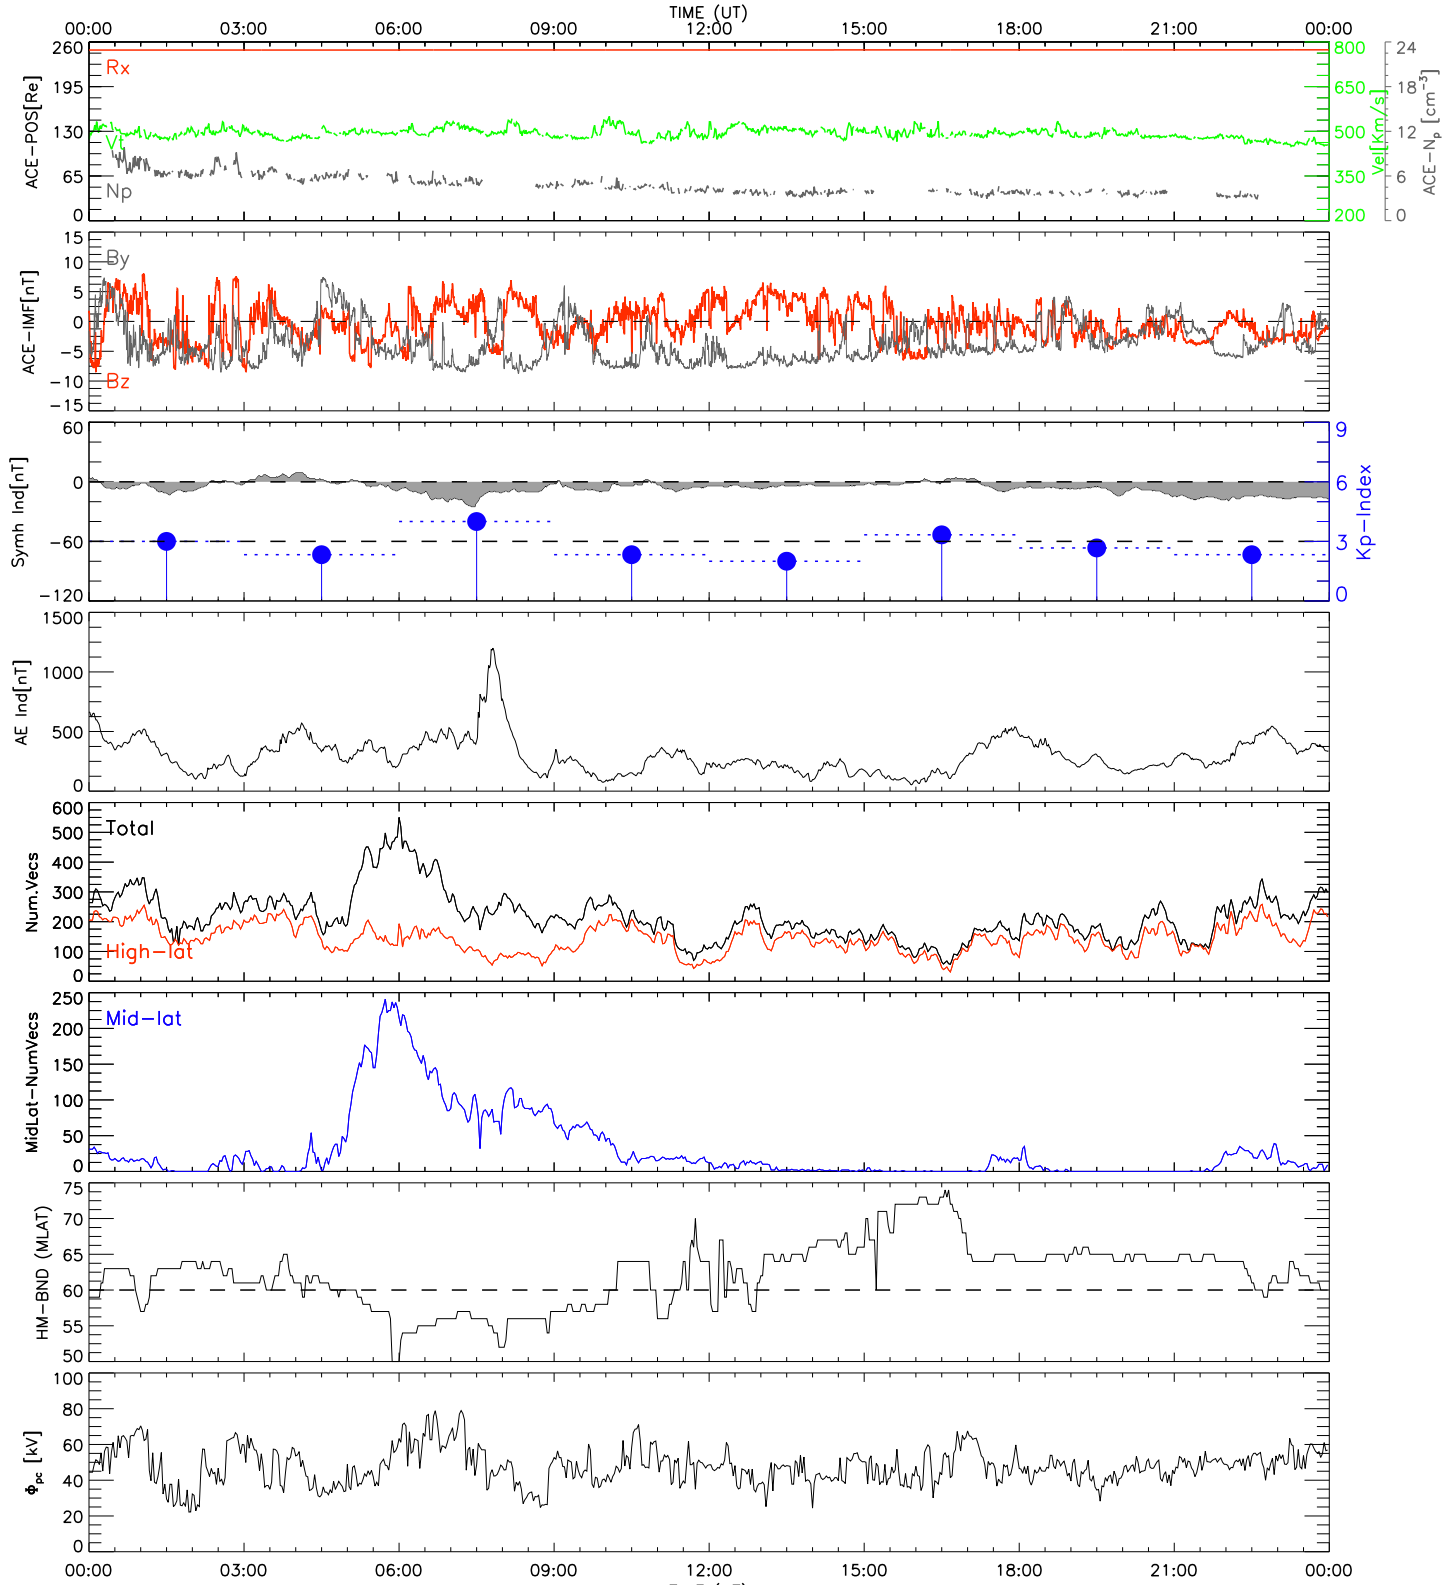 TIME (UT)
00:00 03:00 06:00 09:00 12:00 15:00 18:00 21:00 00:00
ACE−POS[Re]
260
195
130
65
0
Rx
Vt
Np
800
650
500
350
200
Vel[Km/s]
24
18
12
6
0
ACE−Np [cm−3]
ACE−IMF[nT]
15
10
5
0
−5
−10
−15
By
Bz
Symh Ind[nT]
60
0
−60
−120
9
6
3
0
Kp−Index
AE Ind[nT]
1500
1000
500
0
Num.Vecs
600
500
400
300
200
100
0
Total
High−lat
MidLat−NumVecs
250
200
150
100
50
0
Mid−lat
HM−BND (MLAT)
75
70
65
60
55
50
Φpc [kV]
100
80
60
40
20
0
00:00 03:00 06:00 09:00 12:00 15:00 18:00 21:00 00:00